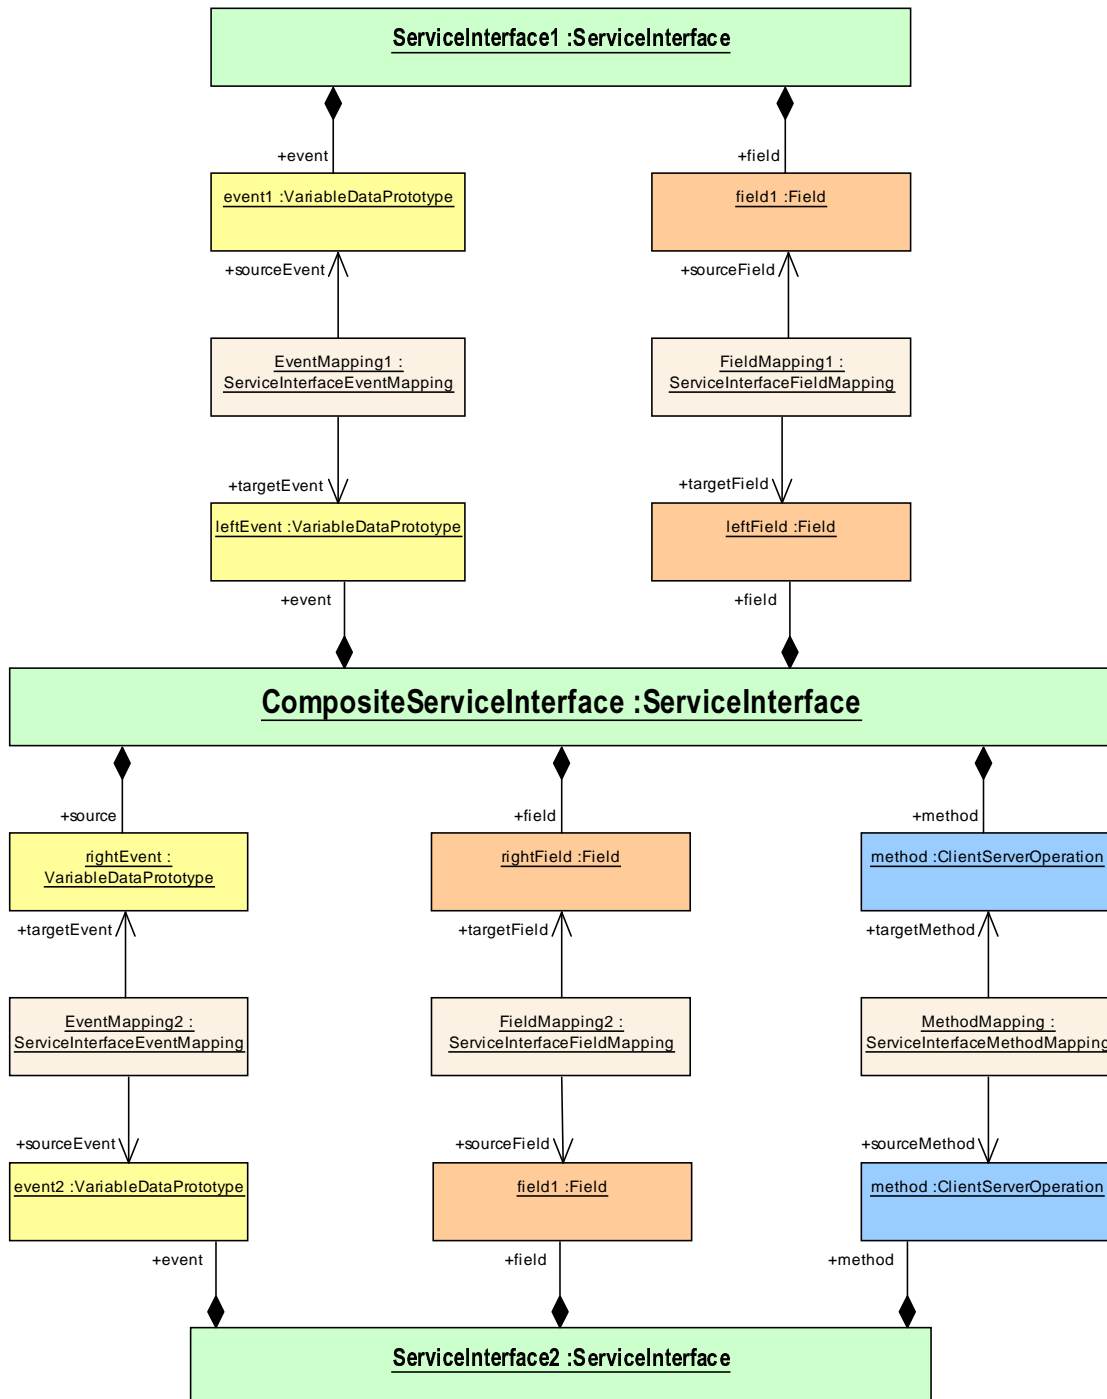 ServiceInterface1 :ServiceInterface
+event
+field
event1 :VariableDataPrototype
field1 :Field
+sourceEvent
+sourceField
EventMapping1 :
ServiceInterfaceEventMapping
FieldMapping1 :
ServiceInterfaceFieldMapping
+targetEvent
+targetField
leftEvent :VariableDataPrototype
leftField :Field
+event
+field
CompositeServiceInterface :ServiceInterface
+source
+field
+method
rightEvent :
VariableDataPrototype
rightField :Field
method :ClientServerOperation
+targetEvent
+targetField
+targetMethod
EventMapping2 :
ServiceInterfaceEventMapping
FieldMapping2 :
ServiceInterfaceFieldMapping
MethodMapping :
ServiceInterfaceMethodMapping
+sourceEvent
+sourceField
+sourceMethod
event2 :VariableDataPrototype
field1 :Field
method :ClientServerOperation
+event
+field
+method
ServiceInterface2 :ServiceInterface